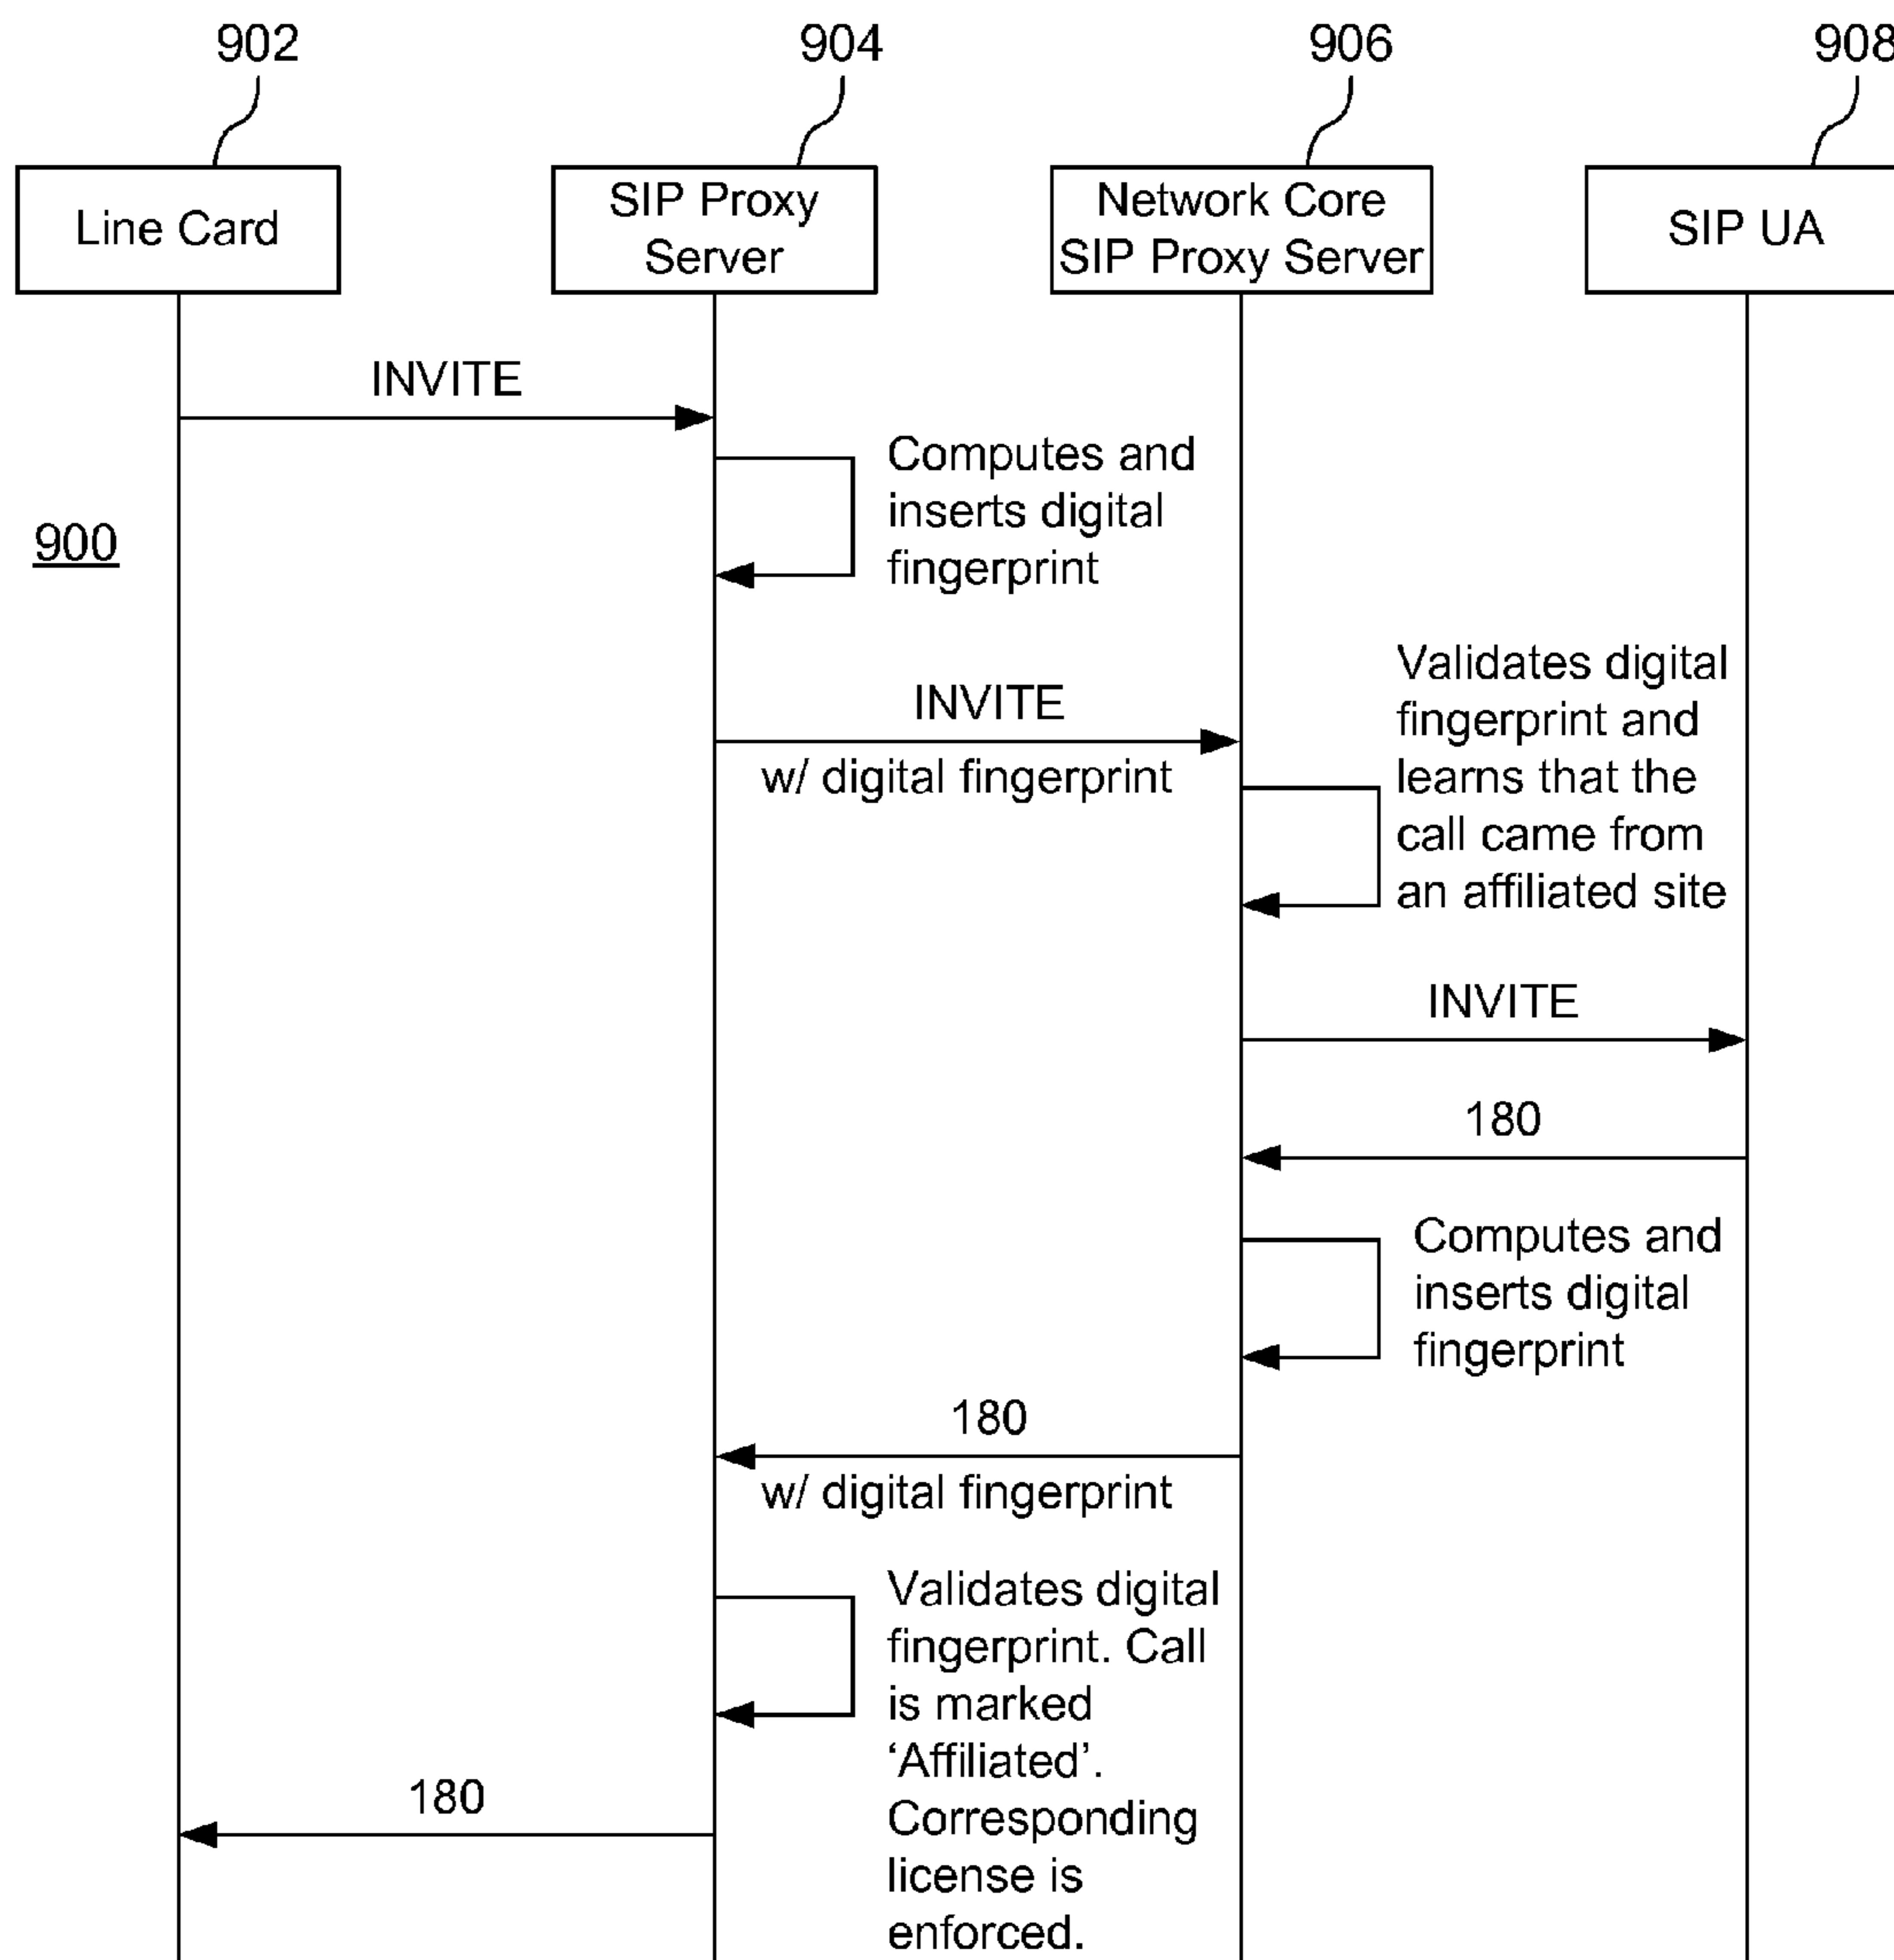 902
904
906
908
Line Card
SIP Proxy
Server
Network Core
SIP Proxy Server
SIP UA
INVITE
Computes and
inserts digital
fingerprint
900
INVITE
w/ digital fingerprint
Validates digital
fingerprint and
learns that the
call came from
an affiliated site
INVITE
180
Computes and
inserts digital
fingerprint
180
w/ digital fingerprint
Validates digital
fingerprint. Call
is marked
‘Affiliated’.
Corresponding
license is
enforced.
180